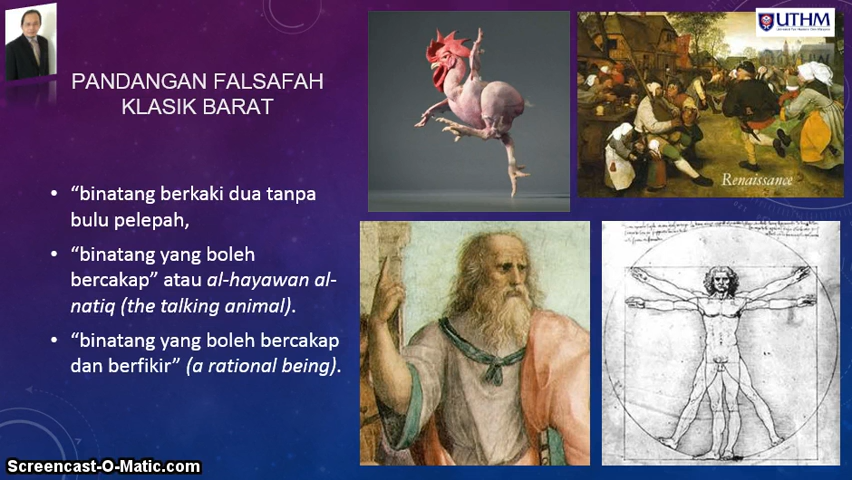 PANDANGAN FALSAFAH
KLASIK BARAT
• “binatang berkaki dua tanpa
bulu pelepah,
• “binatang yang boleh
bercakap” atau al-hayawan al-
natiq (the talking animal).
• “binatang yang boleh bercakap
dan berfikir” (a rational being).
UTHM
Renaissance
Screencast-O-Matic.com